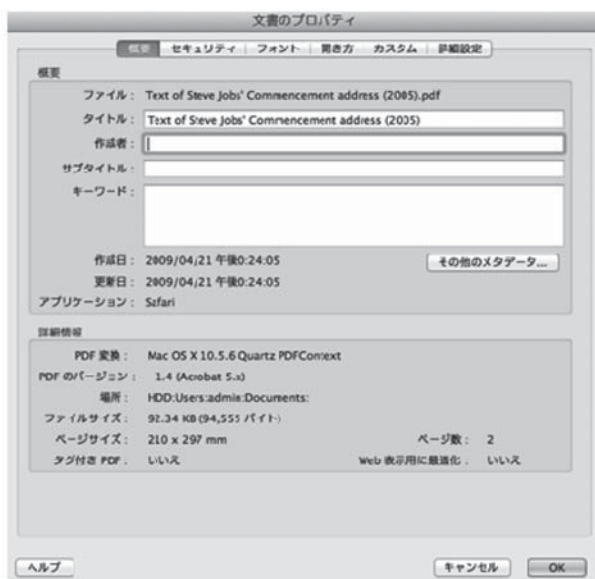 文書のプロパティ
概要 セキュリティ フォント 開き方 カスタム 詳細設定
概要
ファイル： Text of Steve Jobs' Commencement address (2005).pdf
タイトル： Text of Steve Jobs' Commencement address (2005)
作成者：
サブタイトル：
キーワード：
作成日： 2009/04/21 午後0:24:05 その他のメタデータ...
更新日： 2009/04/21 午後0:24:05
アプリケーション： Safari
詳細情報
PDF 変換： Mac OS X 10.5.6 Quartz PDFContext
PDF のバージョン： 1.4 (Acrobat 5.x)
場所： HDD:Users:admin:Documents:
ファイルサイズ： 92.34 KB (94,555 バイト)
ページサイズ： 210 x 297 mm ページ数： 2
タグ付き PDF： いいえ Web 表示用に最適化： いいえ
ヘルプ キャンセル OK